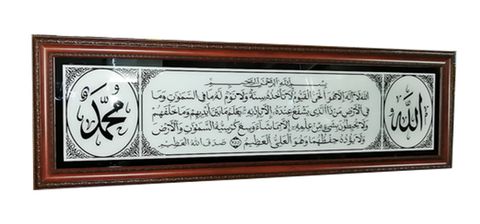 الله
بسم الله الرحمن الرحيم
الله لا إله إلا هو الحي القيوم لا تأخذه سنة ولا نوم له ما في السموات وما
في الأرض من ذا الذي يشفع عنده إلا بإذنه يعلم ما بين أيديهم وما خلفهم
ولا يحيطون بشيء من علمه إلا بما شاء وسع كرسيه السموات والأرض
ولا يؤده حفظهما وهو العلي العظيم صدق الله العظيم
محمد